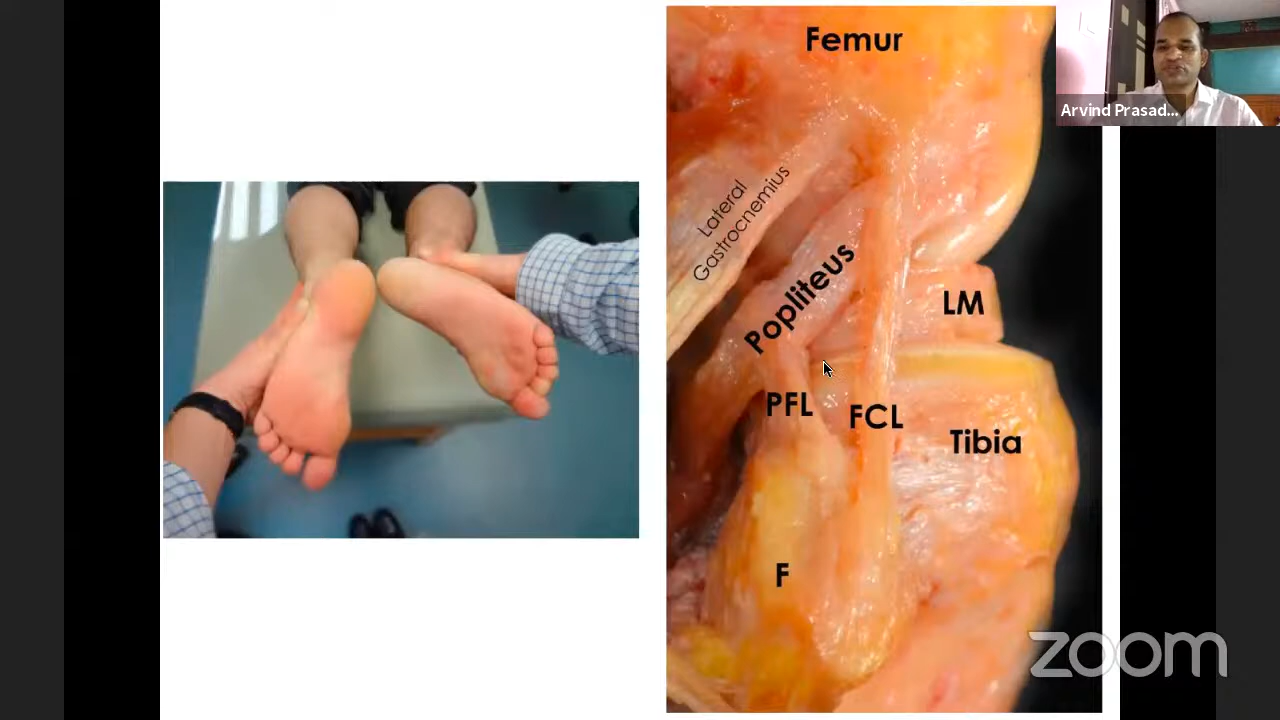 Femur
Arvind Prasad...
Lateral
Gastrocnemius
Popliteus
LM
PFL
FCL
Tibia
F
zoom